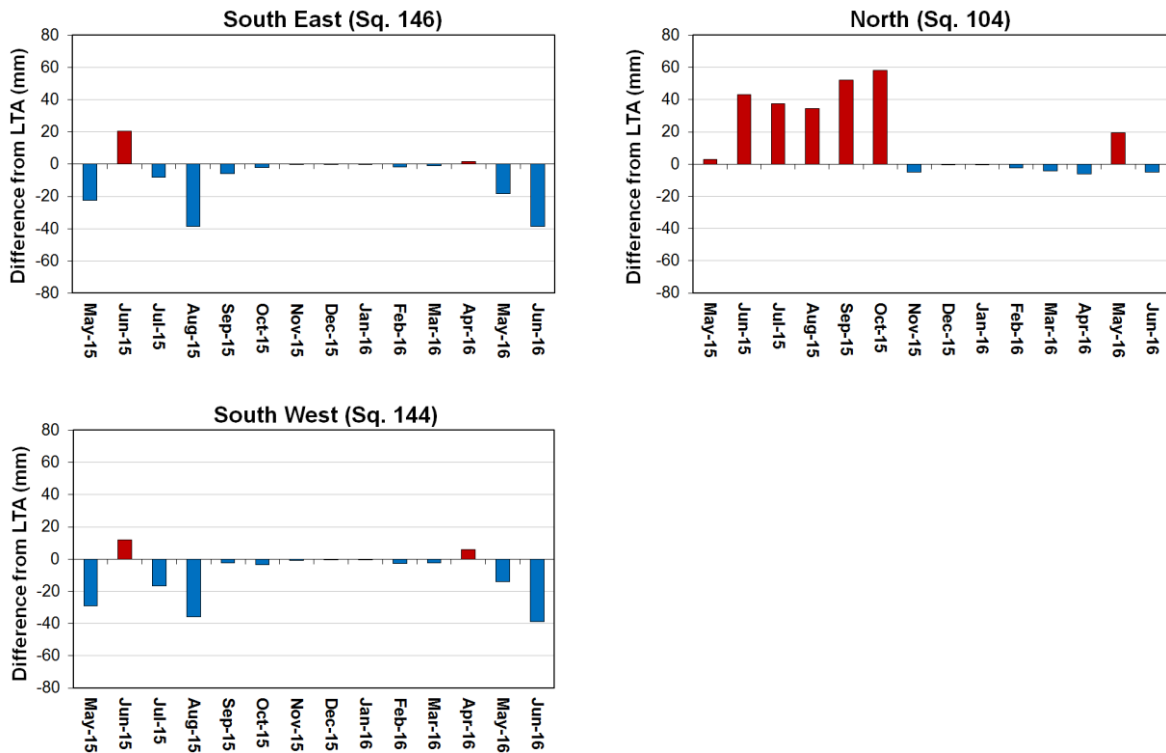 South East (Sq. 146)
Difference from LTA (mm)
80
60
40
20
0
-20
-40
-60
-80
May-15
Jun-15
Jul-15
Aug-15
Sep-15
Oct-15
Nov-15
Dec-15
Jan-16
Feb-16
Mar-16
Apr-16
May-16
Jun-16
North (Sq. 104)
Difference from LTA (mm)
80
60
40
20
0
-20
-40
-60
-80
May-15
Jun-15
Jul-15
Aug-15
Sep-15
Oct-15
Nov-15
Dec-15
Jan-16
Feb-16
Mar-16
Apr-16
May-16
Jun-16
South West (Sq. 144)
Difference from LTA (mm)
80
60
40
20
0
-20
-40
-60
-80
May-15
Jun-15
Jul-15
Aug-15
Sep-15
Oct-15
Nov-15
Dec-15
Jan-16
Feb-16
Mar-16
Apr-16
May-16
Jun-16